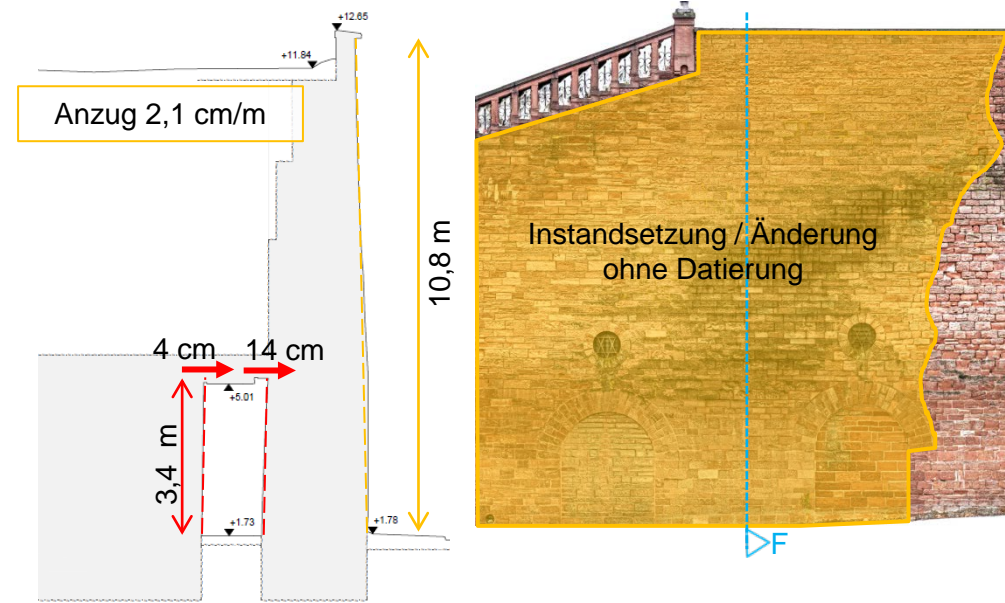 +12.65
+11.84
Anzug 2,1 cm/m
10,8 m
4 cm
14 cm
+5.01
3,4 m
+1.73
+1.78
Instandsetzung / Änderung
ohne Datierung
F